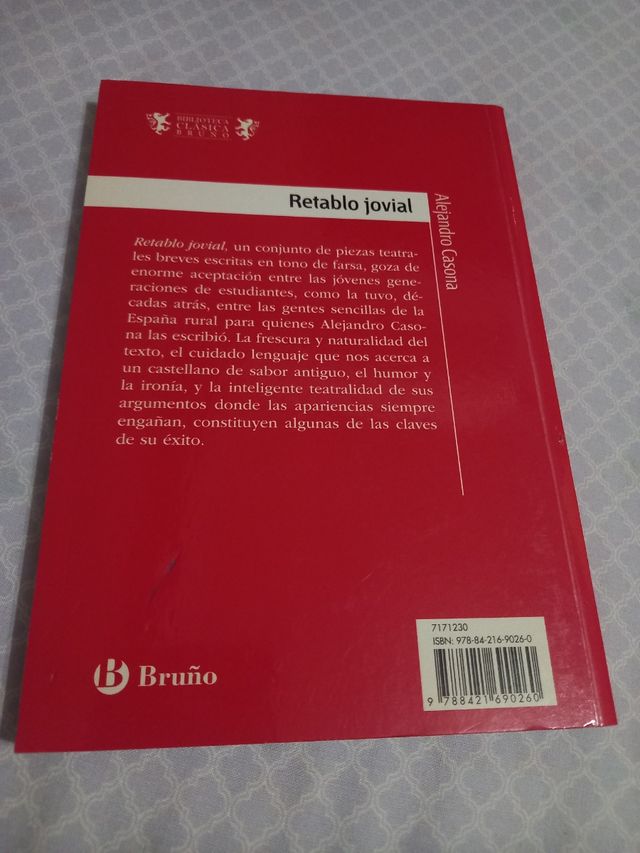 BIBLIOTECA
CLÁSICA
BRUÑO
Retablo jovial
Alejandro Casona
Retablo jovial, un conjunto de piezas teatra-
les breves escritas en tono de farsa, goza de
enorme aceptación entre las jóvenes gene-
raciones de estudiantes, como la tuvo, dé-
cadas atrás, entre las gentes sencillas de la
España rural para quienes Alejandro Caso-
na las escribió. La frescura y naturalidad del
texto, el cuidado lenguaje que nos acerca a
un castellano de sabor antiguo, el humor y
la ironía, y la inteligente teatralidad de sus
argumentos donde las apariencias siempre
engañan, constituyen algunas de las claves
de su éxito.
7171230
ISBN: 978-84-216-9026-0
9 788421 690260
B Bruño